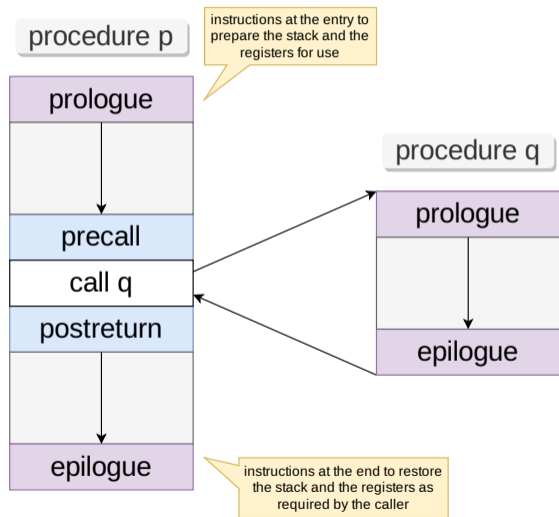 procedure p
instructions at the entry to
prepare the stack and the
registers for use
prologue
procedure q
prologue
precall
call q
postreturn
epilogue
epilogue
instructions at the end to restore
the stack and the registers as
required by the caller